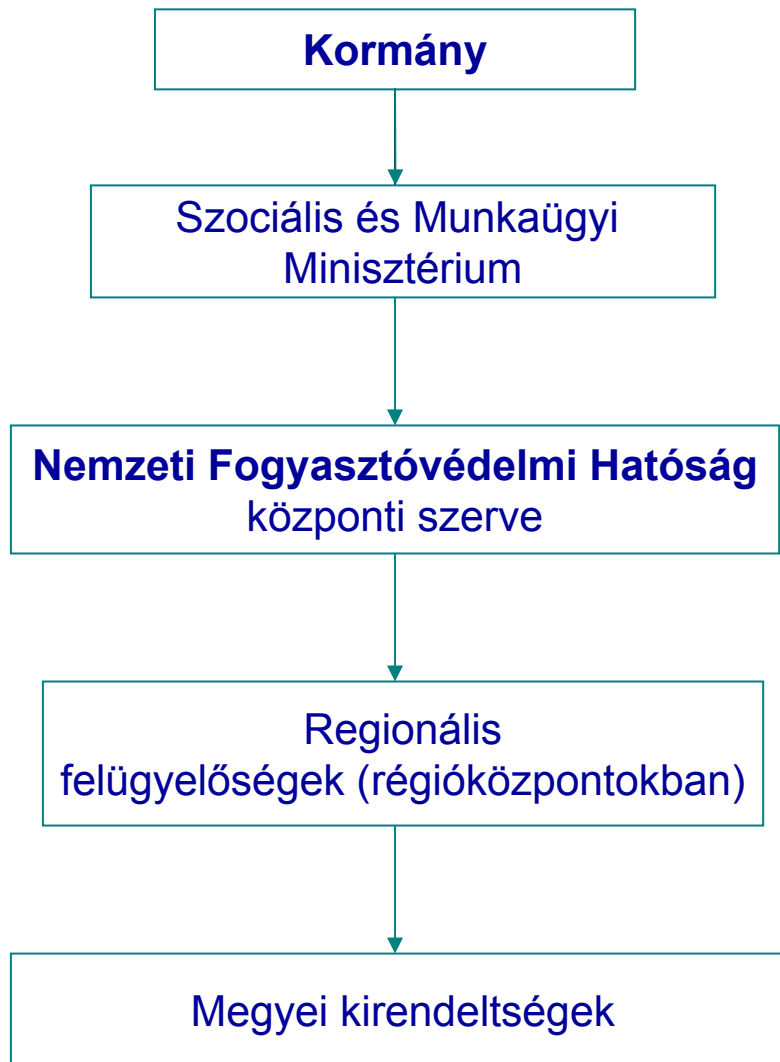 Kormány
Szociális és Munkaügyi
Minisztérium
Nemzeti Fogyasztóvédelmi Hatóság
központi szerve
Regionális
felügyelőségek (régióközpontokban)
Megyei kirendeltségek